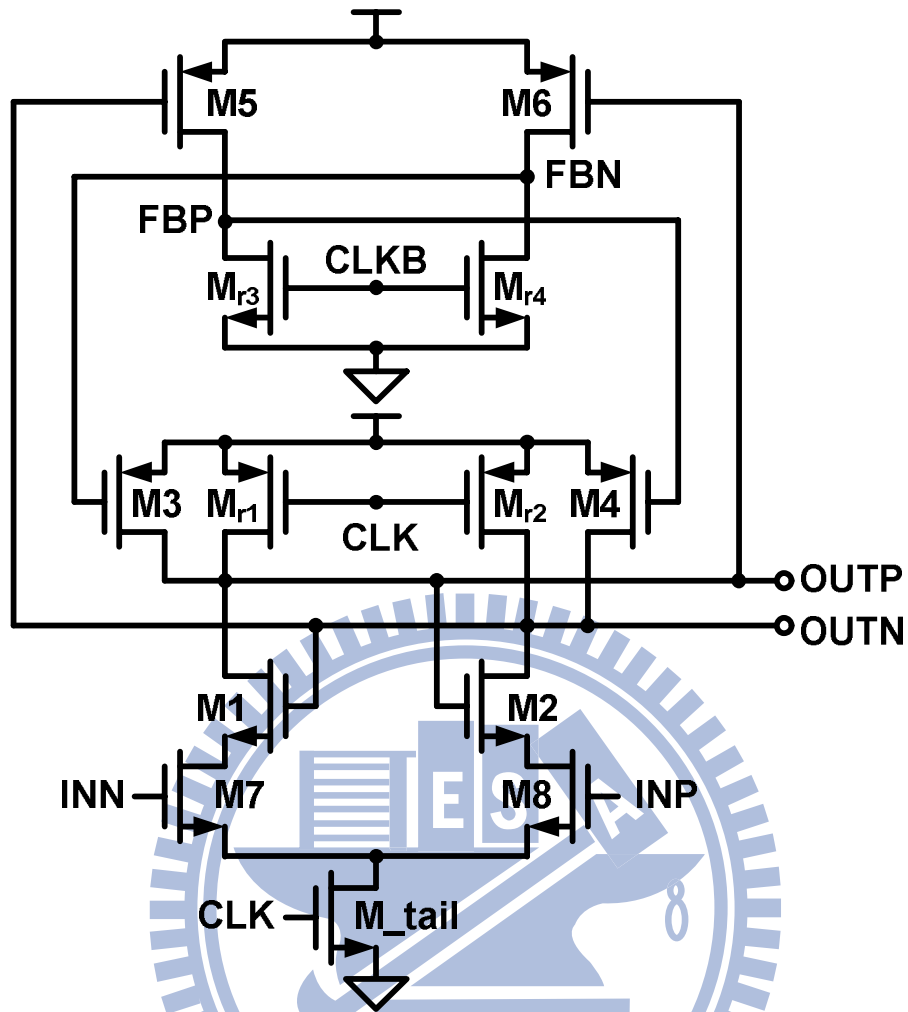 M5
M6
FBN
FBP
CLKB
Mr3
Mr4
M3
Mr1
Mr2
M4
CLK
OUTP
OUTN
M1
M2
INN
M7
M8
INP
E S A
CLK
M_tail
8